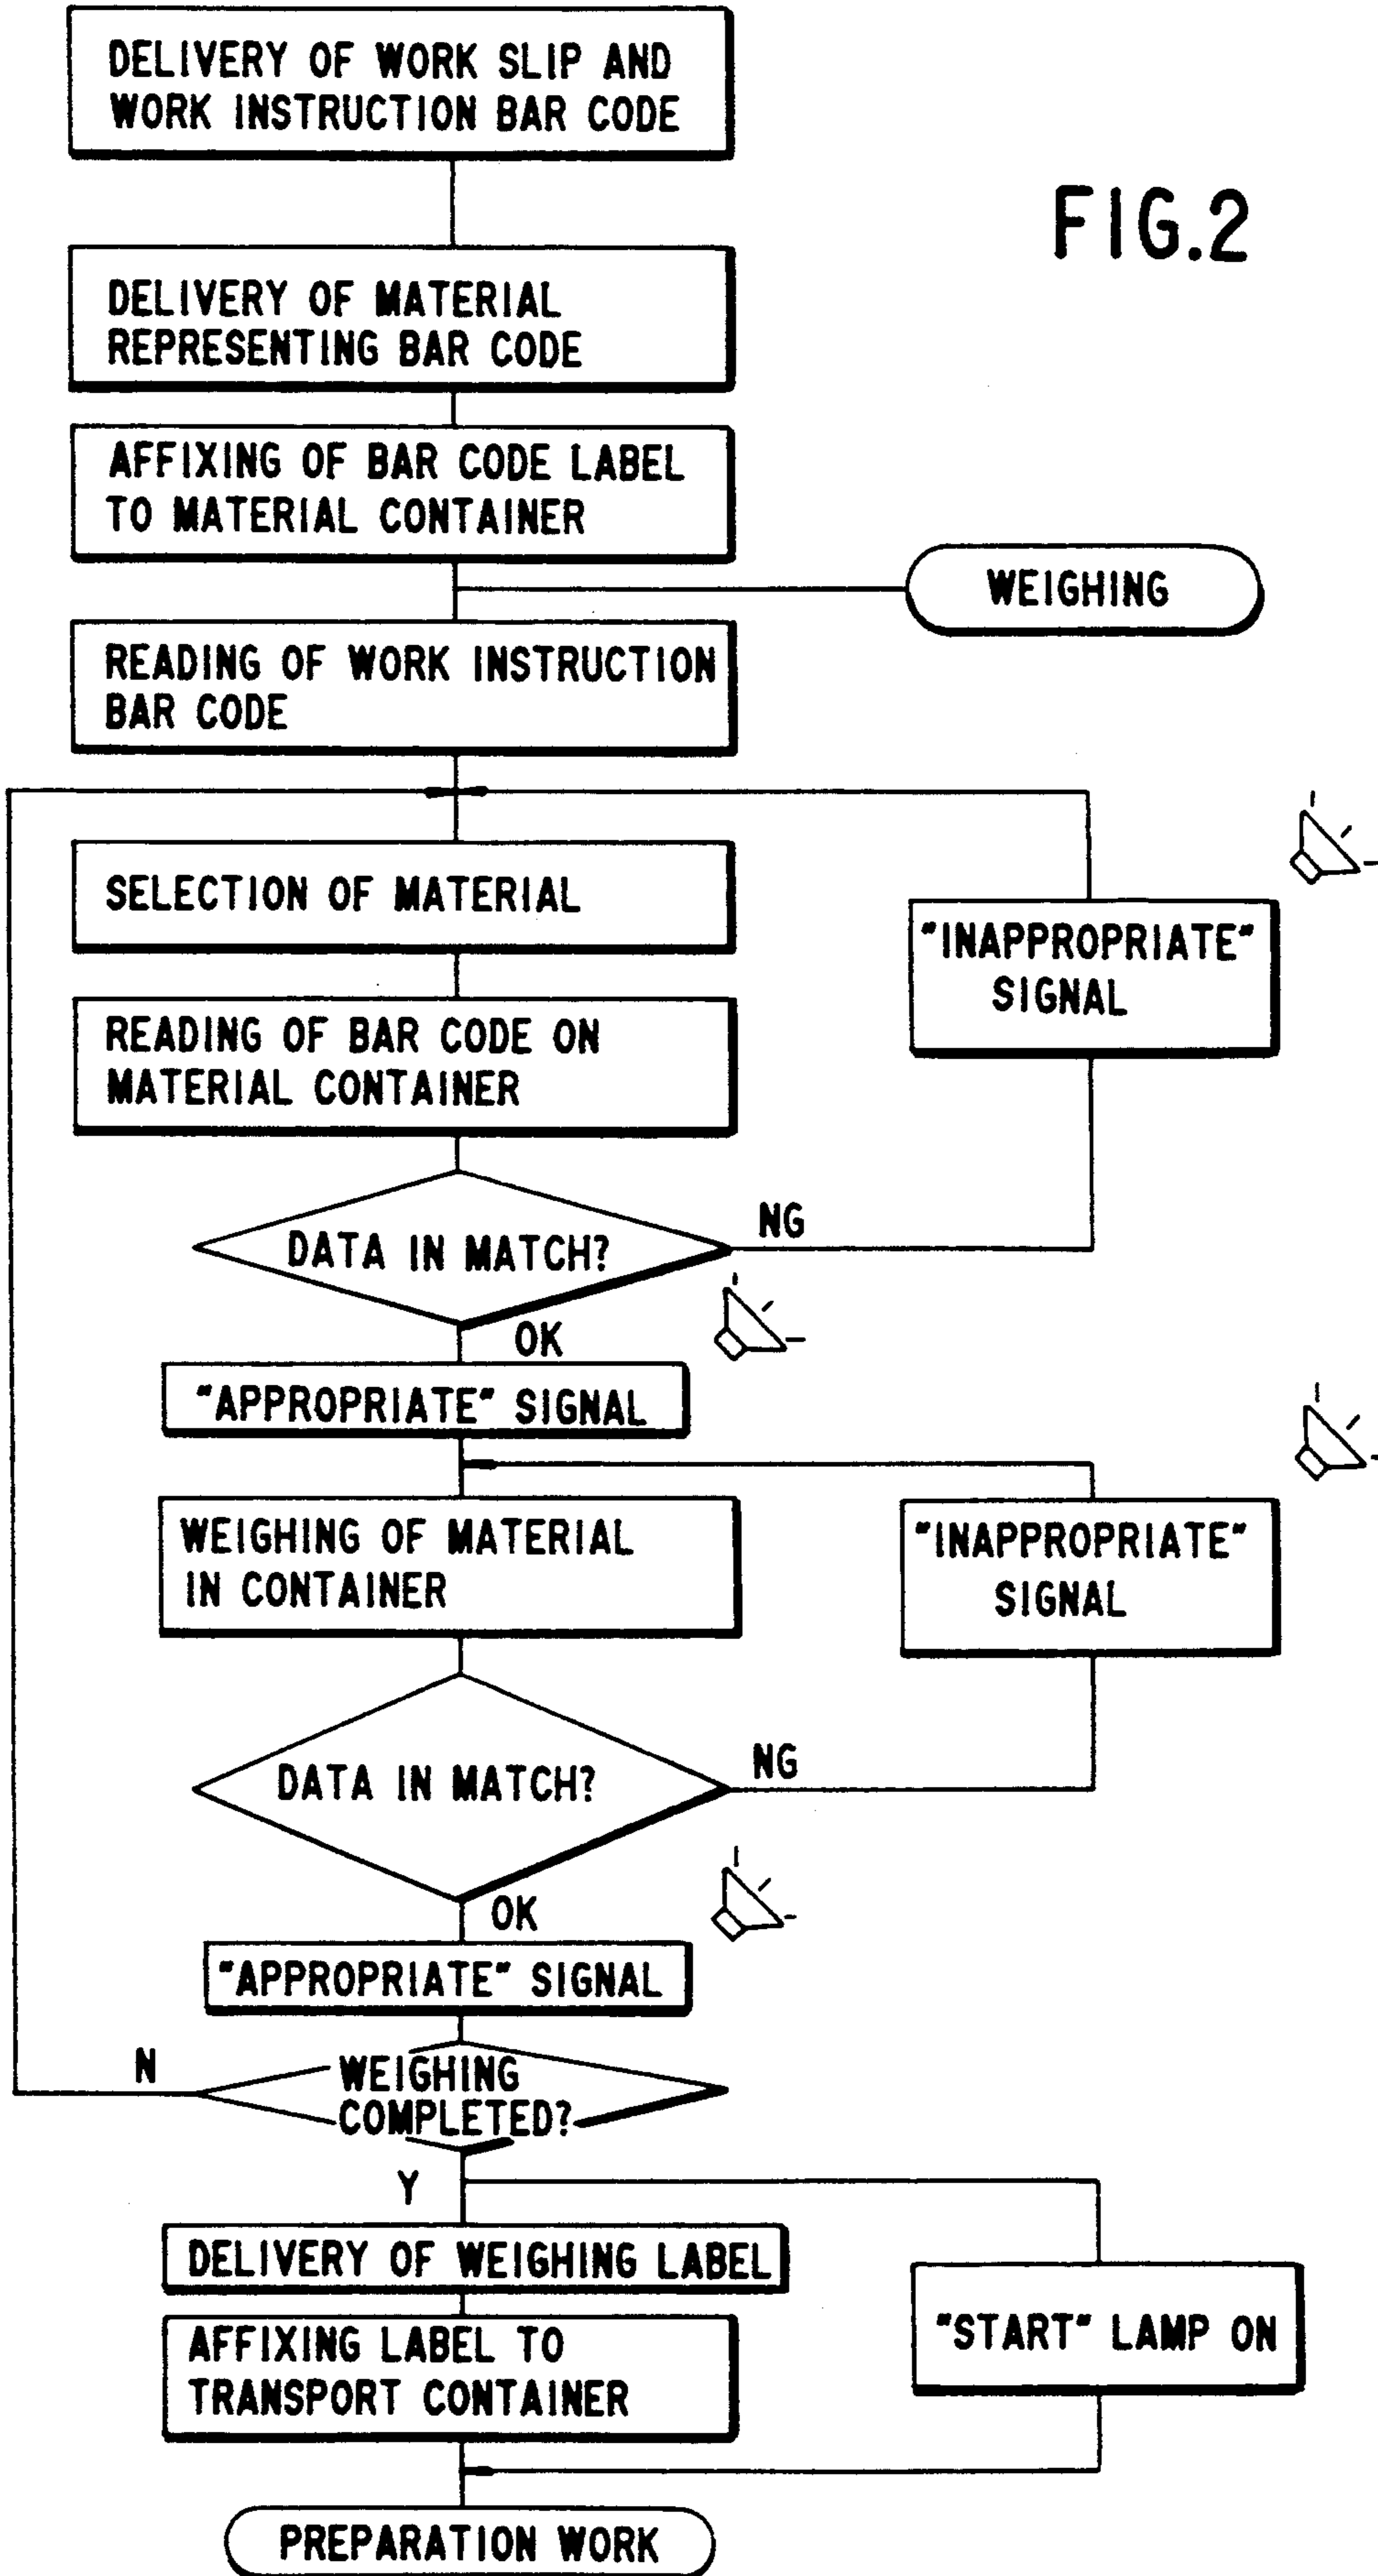 DELIVERY OF WORK SLIP AND
WORK INSTRUCTION BAR CODE
FIG.2
DELIVERY OF MATERIAL
REPRESENTING BAR CODE
AFFIXING OF BAR CODE LABEL
TO MATERIAL CONTAINER
WEIGHING
READING OF WORK INSTRUCTION
BAR CODE
SELECTION OF MATERIAL
"INAPPROPRIATE"
SIGNAL
READING OF BAR CODE ON
MATERIAL CONTAINER
DATA IN MATCH?
NG
OK
"APPROPRIATE" SIGNAL
WEIGHING OF MATERIAL
IN CONTAINER
"INAPPROPRIATE"
SIGNAL
DATA IN MATCH?
NG
OK
"APPROPRIATE" SIGNAL
N
WEIGHING
COMPLETED?
Y
DELIVERY OF WEIGHING LABEL
AFFIXING LABEL TO
TRANSPORT CONTAINER
"START" LAMP ON
PREPARATION WORK